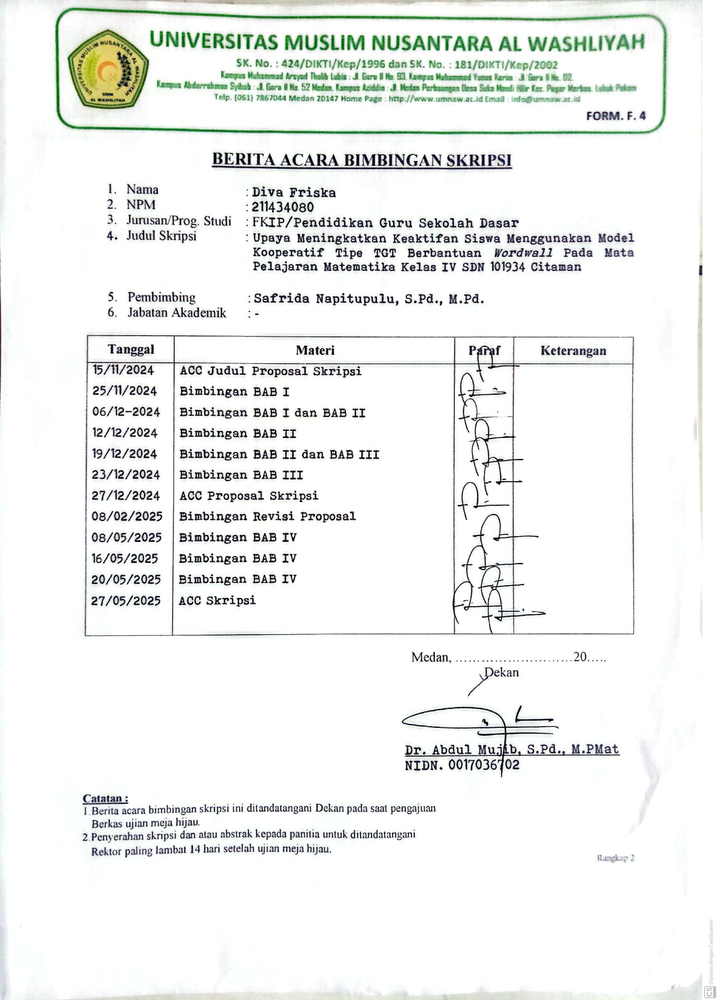 UNIVERSITAS MUSLIM NUSANTARA AL WASHLIYAH
SK. No. : 424/DIKTI/Kep/1996 dan SK. No. : 181/DIKTI/Kep/2002
Kampus Muhammad Arsyad Thalib Lubis : Jl. Garu II No. 93, Kampus Muhammad Yunus Karim : Jl. Garu II No. 02,
Kampus Abdurrahman Syihab : Jl. Garu II No. 52 Medan, Kampus Aziddin : Jl. Medan Perbaungan Desa Suka Mandi Hilir Kec. Pagar Merbau, Lubuk Pakam
Telp. (061) 7867044 Medan 20147 Home Page : http://www.umnaw.ac.id Email : info@umnaw.ac.id
FORM. F. 4
UNIVERSITAS MUSLIM NUSANTARA AL WASHLIYAH
UMN
AL WASHLIYAH
BERITA ACARA BIMBINGAN SKRIPSI
1. Nama : Diva Friska
2. NPM : 211434080
3. Jurusan/Prog. Studi : FKIP/Pendidikan Guru Sekolah Dasar
4. Judul Skripsi : Upaya Meningkatkan Keaktifan Siswa Menggunakan Model
Kooperatif Tipe TGT Berbantuan Wordwall Pada Mata
Pelajaran Matematika Kelas IV SDN 101934 Citaman
5. Pembimbing : Safrida Napitupulu, S.Pd., M.Pd.
6. Jabatan Akademik : -
Tanggal Materi Paraf Keterangan
15/11/2024 ACC Judul Proposal Skripsi
25/11/2024 Bimbingan BAB I
06/12-2024 Bimbingan BAB I dan BAB II
12/12/2024 Bimbingan BAB II
19/12/2024 Bimbingan BAB II dan BAB III
23/12/2024 Bimbingan BAB III
27/12/2024 ACC Proposal Skripsi
08/02/2025 Bimbingan Revisi Proposal
08/05/2025 Bimbingan BAB IV
16/05/2025 Bimbingan BAB IV
20/05/2025 Bimbingan BAB IV
27/05/2025 ACC Skripsi
Medan, ............................20.....
Dekan
Dr. Abdul Mujib, S.Pd., M.PMat
NIDN. 0017036702
Catatan :
1.Berita acara bimbingan skripsi ini ditandatangani Dekan pada saat pengajuan
Berkas ujian meja hijau.
2.Penyerahan skripsi dan atau abstrak kepada panitia untuk ditandatangani
Rektor paling lambat 14 hari setelah ujian meja hijau.
Rangkap 2
CS Dipindai dengan CamScanner